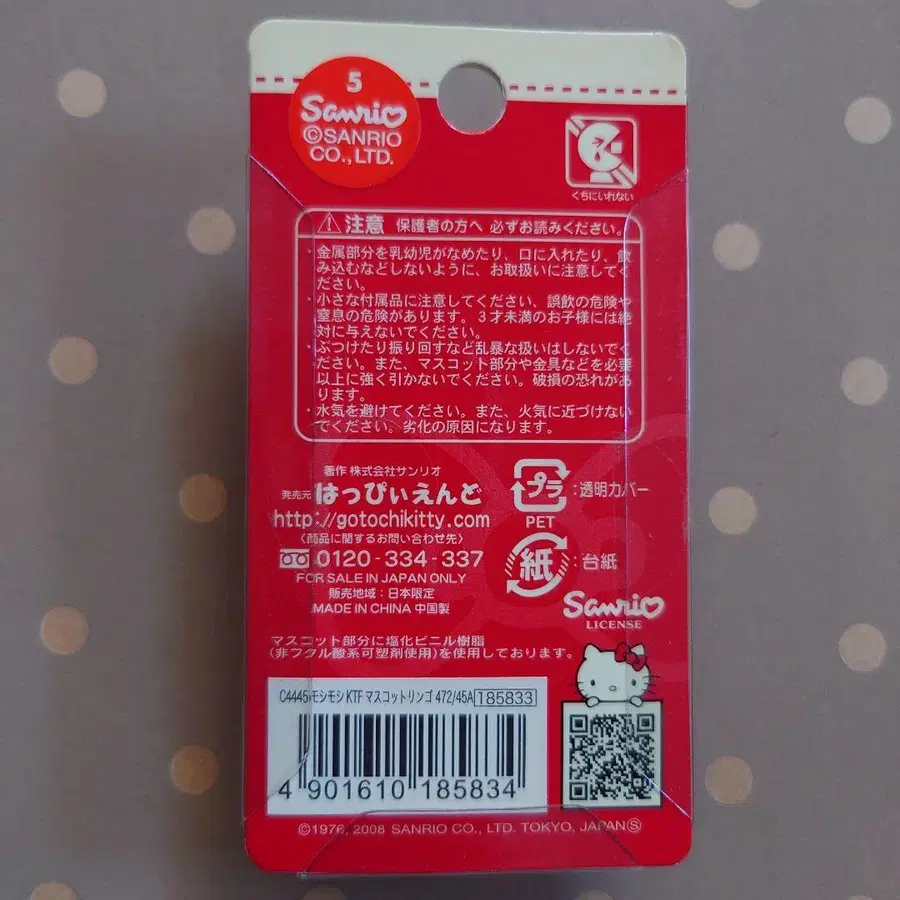 5
Sanrio
©SANRIO
CO., LTD.
くちにいれない
注意 保護者の方へ 必ずお読みください。
・金属部分を乳幼児がなめたり、口に入れたり、飲
み込むなどしないように、お取扱いに注意してく
ださい。
・小さな付属品に注意してください、誤飲の危険や
窒息の危険があります。3才未満のお子様には絶
対に与えないでください。
・ぶつけたり振り回すなど乱暴な扱いはしないでく
ださい。また、マスコット部分や金具などを必要
以上に強く引かないでください。破損の恐れがあ
ります。
・水気を避けてください。また、火気に近づけない
でください。劣化の原因になります。
著作 株式会社サンリオ
発売元 はっぴぃえんど
http://gotochikitty.com
〈商品に関するお問い合わせ先〉
0120-334-337
FOR SALE IN JAPAN ONLY
販売地域：日本限定
MADE IN CHINA 中国製
プラ：透明カバー
PET
紙：台紙
Sanrio
LICENSE
マスコット部分に塩化ビニル樹脂
(非フタル酸系可塑剤使用)を使用しております。
C4445iモシモシKTFマスコットリンゴ 472/45A 185833
4 901610 185834
©1976, 2008 SANRIO CO., LTD. TOKYO, JAPAN Ⓢ